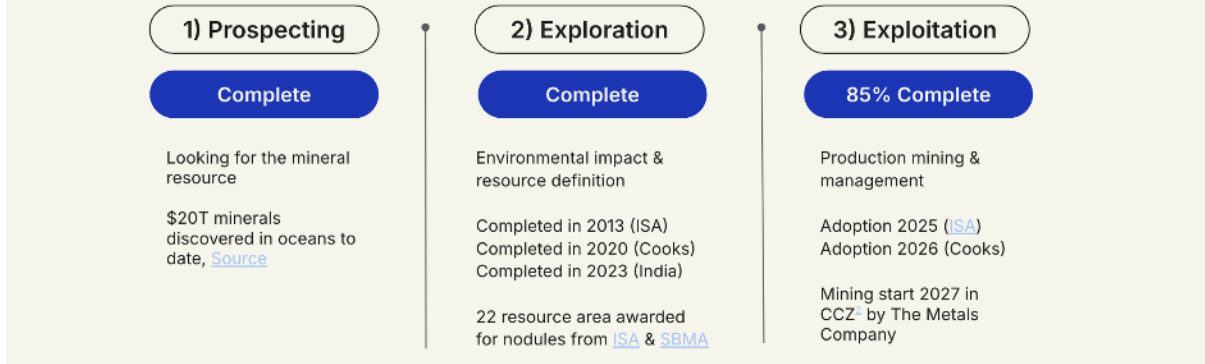 1) Prospecting
Complete
Looking for the mineral
resource
$20T minerals
discovered in oceans to
date, Source
2) Exploration
Complete
Environmental impact &
resource definition
Completed in 2013 (ISA)
Completed in 2020 (Cooks)
Completed in 2023 (India)
22 resource area awarded
for nodules from ISA & SBMA
3) Exploitation
85% Complete
Production mining &
management
Adoption 2025 (ISA)
Adoption 2026 (Cooks)
Mining start 2027 in
CCZ² by The Metals
Company